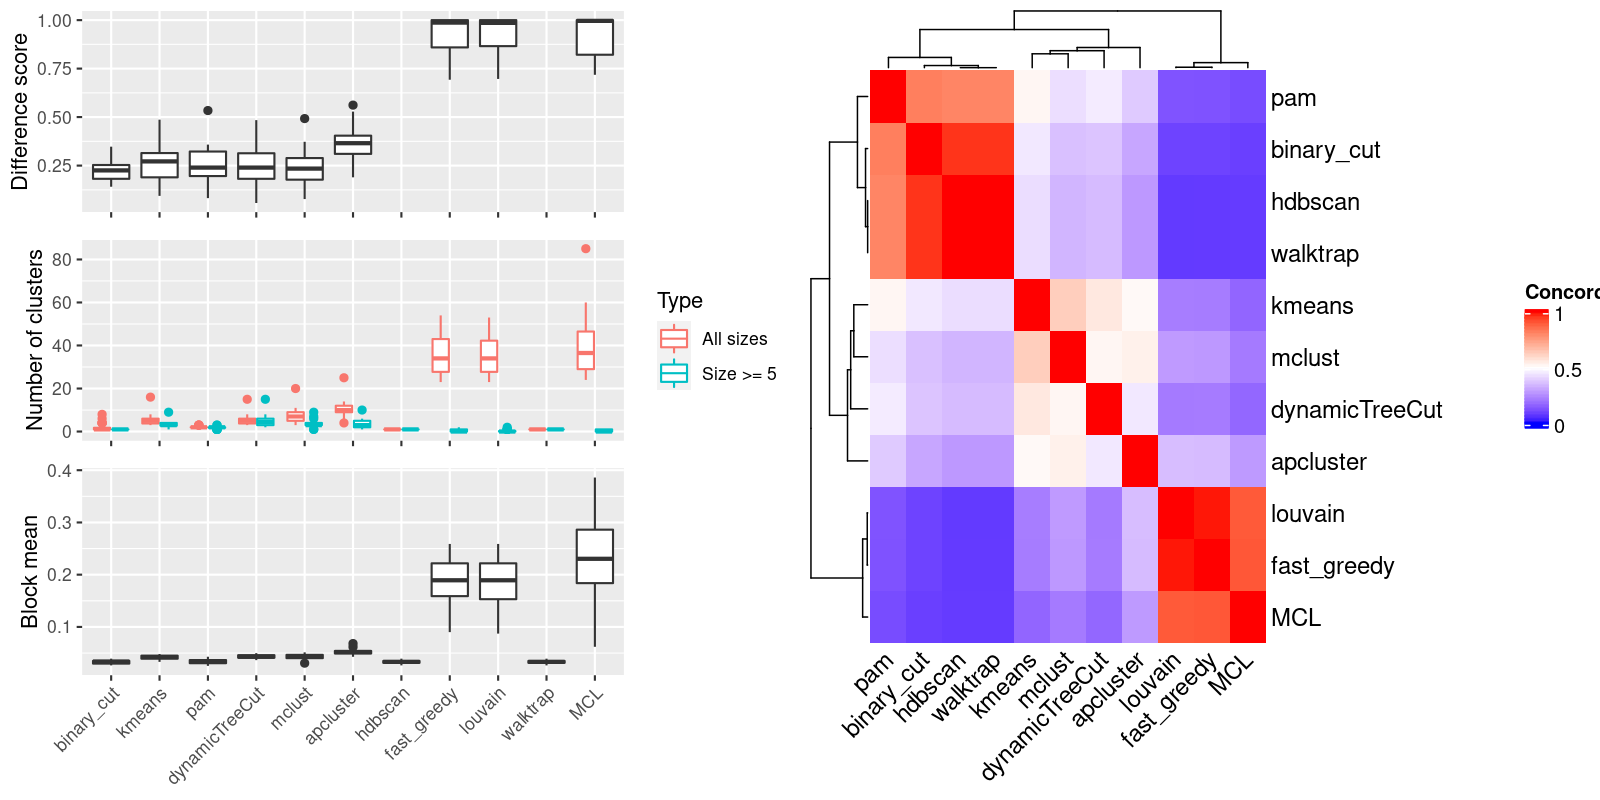 Difference score
1.00
0.75
0.50
0.25
Number of clusters
80
60
40
20
0
Block mean
0.4
0.3
0.2
0.1
binary_cut
kmeans
pam
dynamicTreeCut
mclust
apcluster
hdbscan
fast_greedy
louvain
walktrap
MCL
Type
All sizes
Size >= 5
pam
binary_cut
hdbscan
walktrap
kmeans
mclust
dynamicTreeCut
apcluster
louvain
fast_greedy
MCL
pam
binary_cut
hdbscan
walktrap
kmeans
mclust
dynamicTreeCut
apcluster
louvain
fast_greedy
MCL
Concor
1
0.5
0